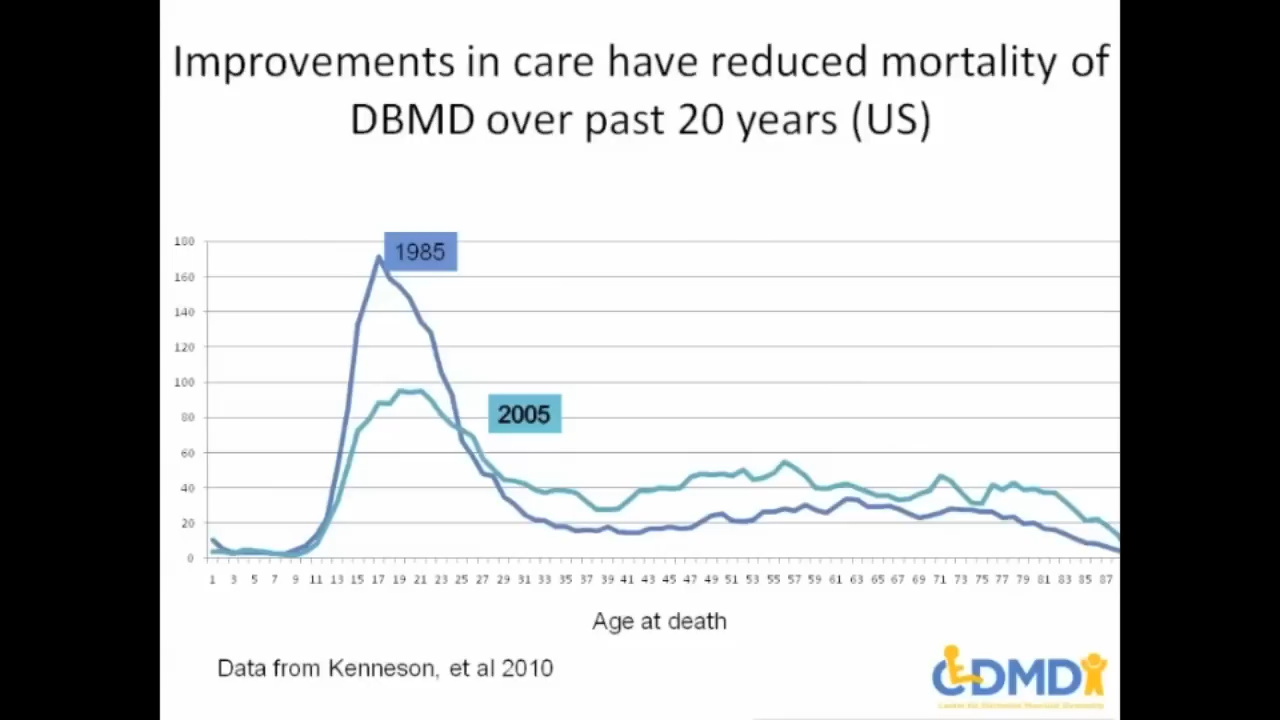 Improvements in care have reduced mortality of
DBMD over past 20 years (US)
180
160
140
120
100
80
60
40
20
0
1985
2005
1 3 5 7 9 11 13 15 17 19 21 23 25 27 29 31 33 35 37 39 41 43 45 47 49 51 53 55 57 59 61 63 65 67 69 71 73 75 77 79 81 83 85 87
Age at death
Data from Kenneson, et al 2010
CDMD